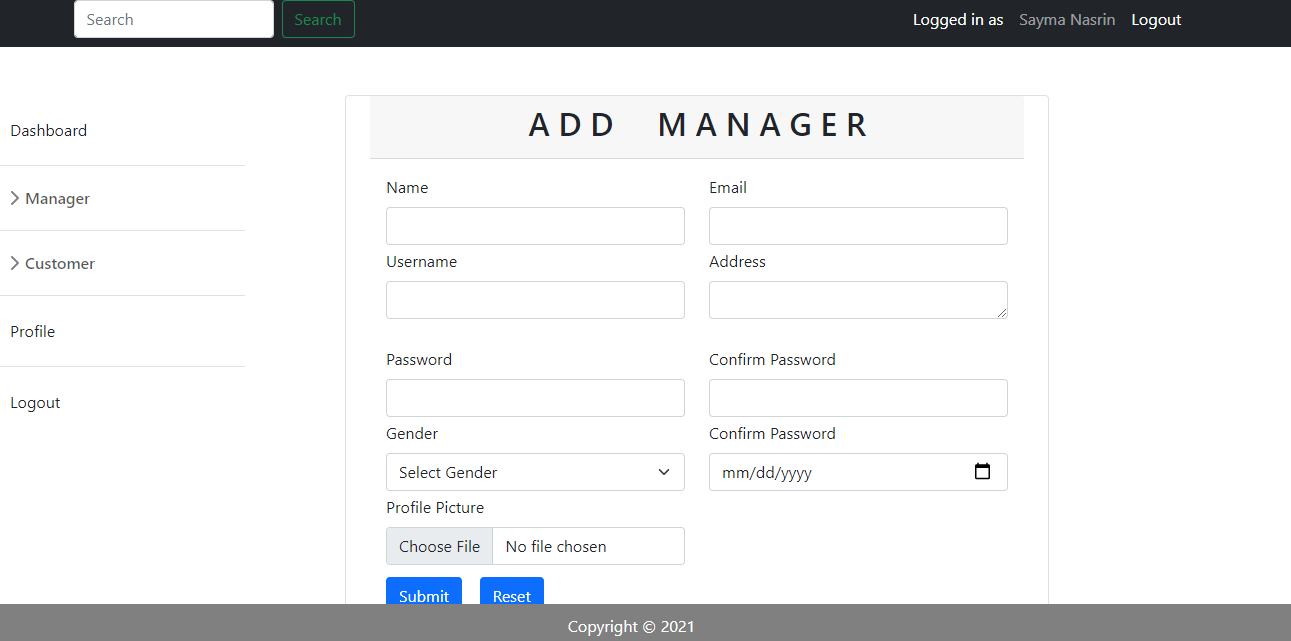 Search Search Logged in as Sayma Nasrin Logout
ADD MANAGER
Dashboard
Manager
Customer
Profile
Logout
Name Email
Username Address
Password Confirm Password
Gender Confirm Password
Select Gender mm/dd/yyyy
Profile Picture
Choose File No file chosen
Submit Reset
Copyright © 2021